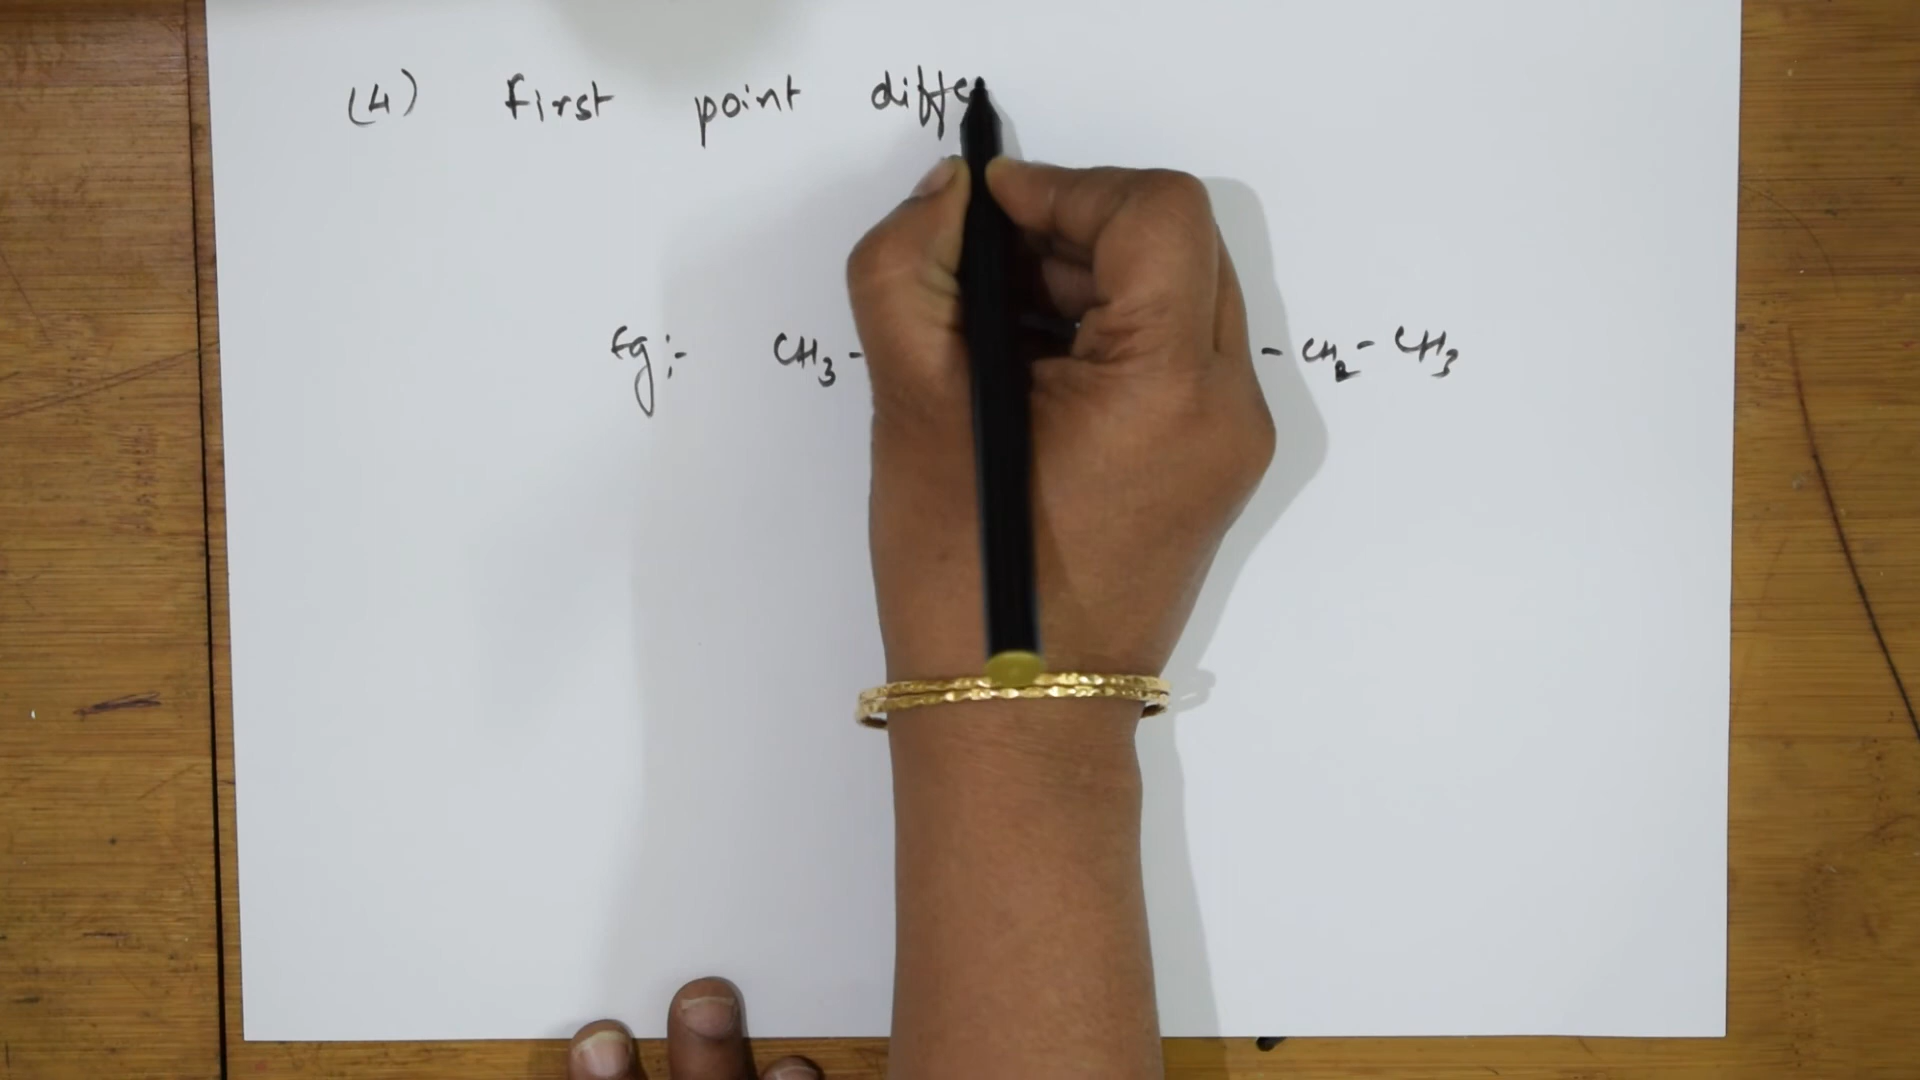 (4) First point diffe
Eg:- CH3 - - CH2 - CH3